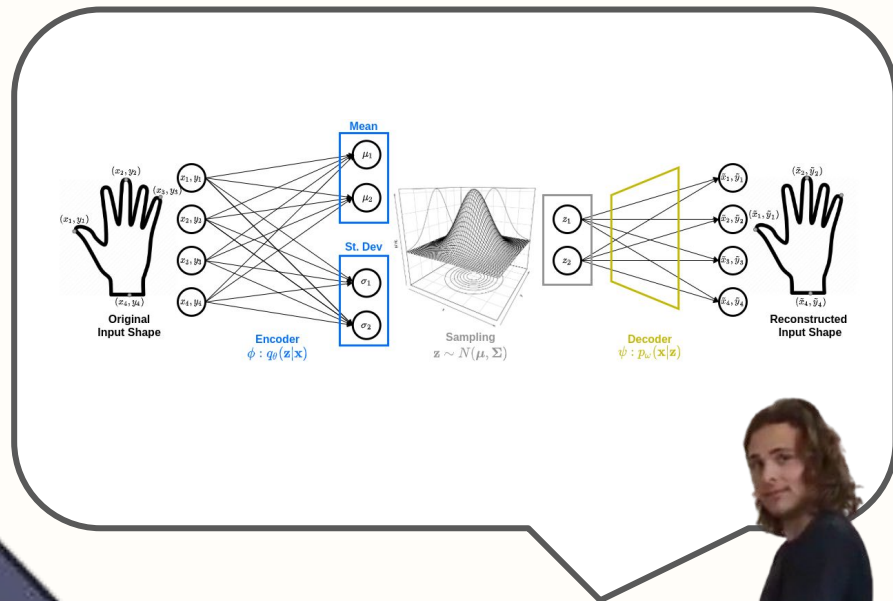 Mean
(x₂, y₂)
(x₃, y₃)
(x₁, y₁)
(x₄, y₄)
Original
Input Shape
x₁, y₁
x₂, y₂
x₃, y₃
x₄, y₄
μ₁
μ₂
St. Dev
σ₁
σ₂
Encoder
ϕ : q_θ(z|x)
Sampling
z ∼ N(μ, Σ)
z₁
z₂
Decoder
ψ : p_ω(x|z)
x̃₁, ỹ₁
x̃₂, ỹ₂
x̃₃, ỹ₃
x̃₄, ỹ₄
(x̃₂, ỹ₂)
(x̃₁, ỹ₁)
(x̃₄, ỹ₄)
Reconstructed
Input Shape